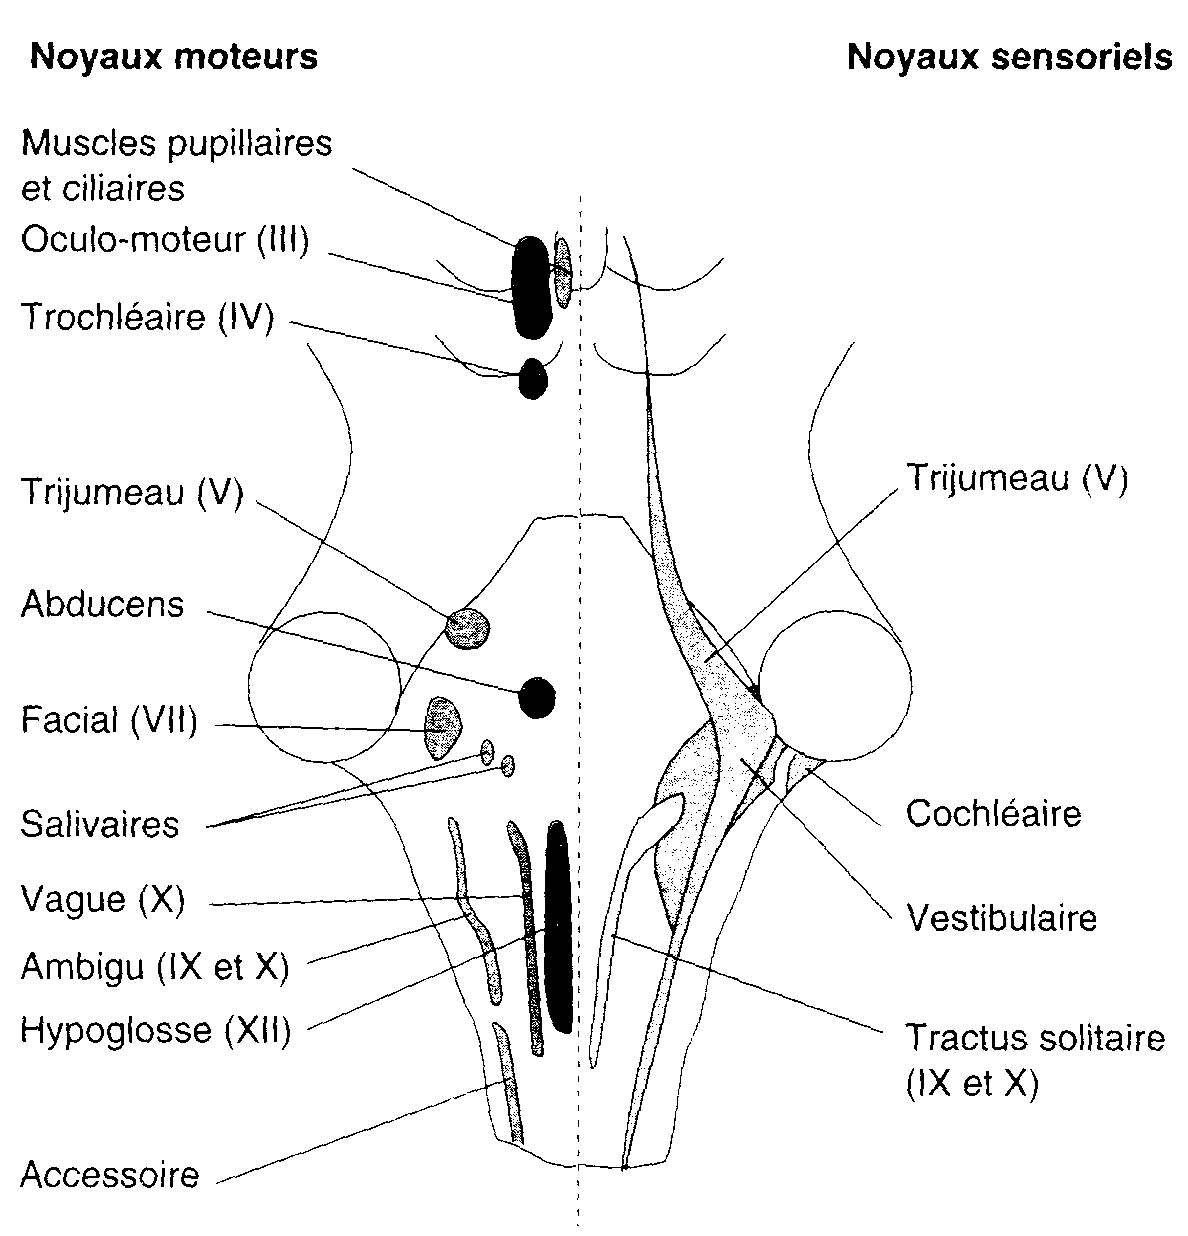 Noyaux moteurs
Noyaux sensoriels
Muscles pupillaires
et ciliaires
Oculo-moteur (III)
Trochléaire (IV)
Trijumeau (V)
Abducens
Facial (VII)
Salivaires
Vague (X)
Ambigu (IX et X)
Hypoglosse (XII)
Accessoire
Trijumeau (V)
Cochléaire
Vestibulaire
Tractus solitaire
(IX et X)